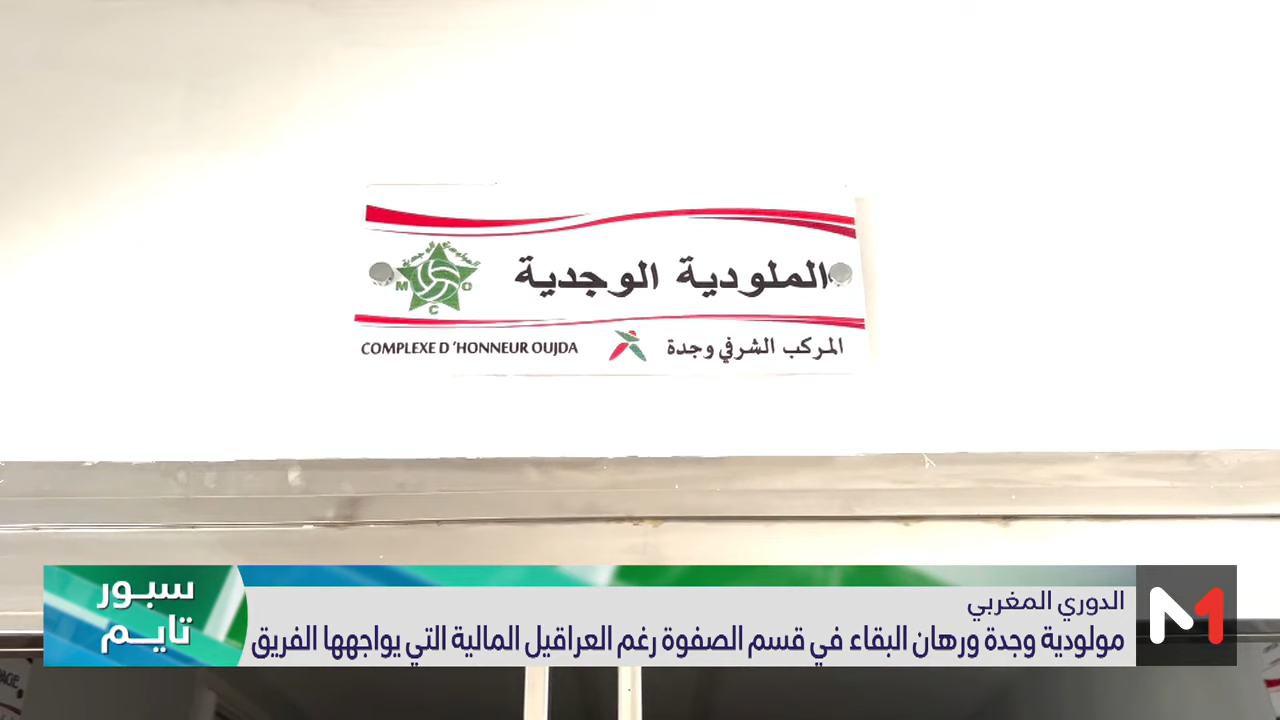 الملودية الوجدية
M C O
COMPLEXE D'HONNEUR OUJDA
المركب الشرفي وجدة
سبور
تايم
الدوري المغربي
مولودية وجدة ورهان البقاء في قسم الصفوة رغم العراقيل المالية التي يواجهها الفريق
M1